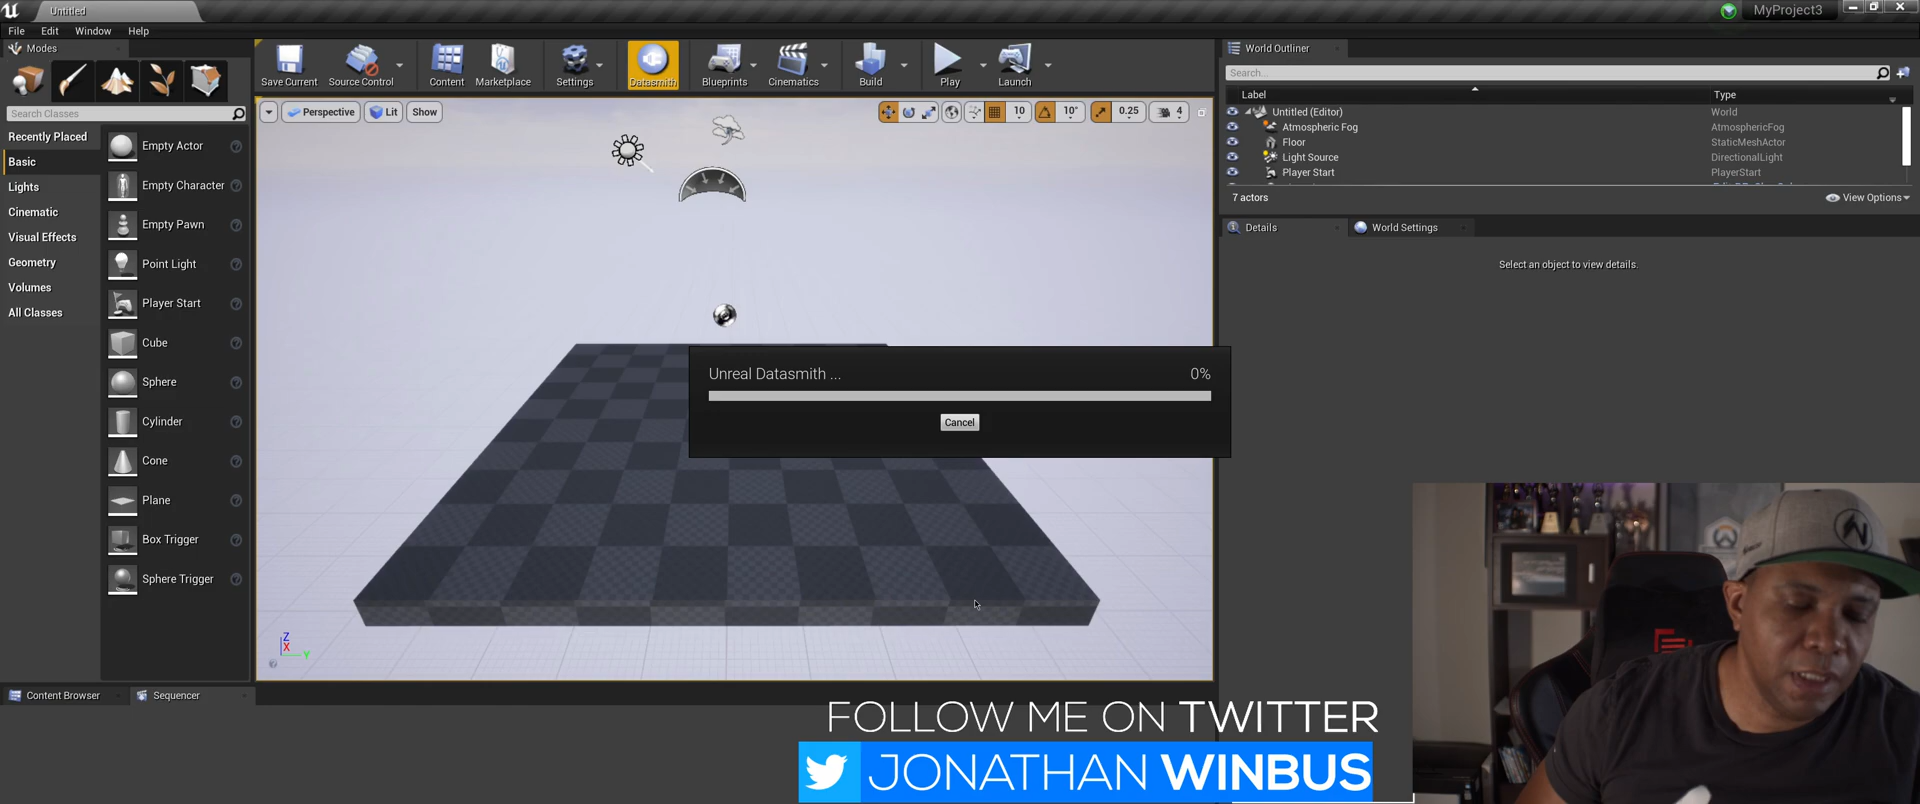 Untitled
MyProject3
File Edit Window Help
Modes
Search Classes
Recently Placed
Basic
Lights
Cinematic
Visual Effects
Geometry
Volumes
All Classes
Empty Actor
Empty Character
Empty Pawn
Point Light
Player Start
Cube
Sphere
Cylinder
Cone
Plane
Box Trigger
Sphere Trigger
Save Current Source Control Content Marketplace Settings Datasmith Blueprints Cinematics Build Play Launch
Perspective Lit Show 10 10° 0.25 4
Unreal Datasmith ... 0%
Cancel
Z
X
Y
World Outliner
Search...
Label Type
Untitled (Editor) World
Atmospheric Fog AtmosphericFog
Floor StaticMeshActor
Light Source DirectionalLight
Player Start PlayerStart
7 actors View Options
Details World Settings
Select an object to view details.
Content Browser Sequencer
FOLLOW ME ON TWITTER
JONATHAN WINBUS